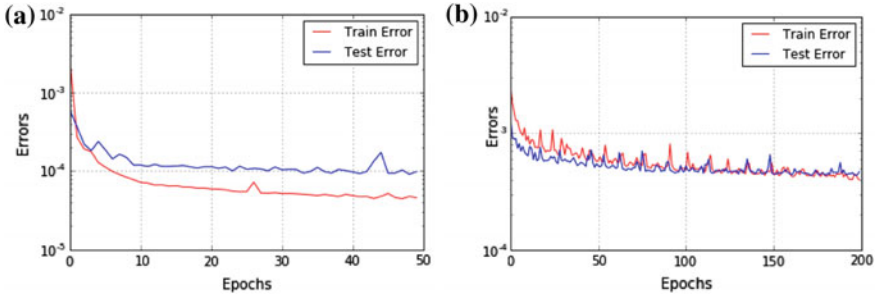 (a)
10-2
10-3
10-4
10-5
Errors
0 10 20 30 40 50
Epochs
Train Error
Test Error
(b)
10-2
10-3
10-4
Errors
0 50 100 150 200
Epochs
Train Error
Test Error